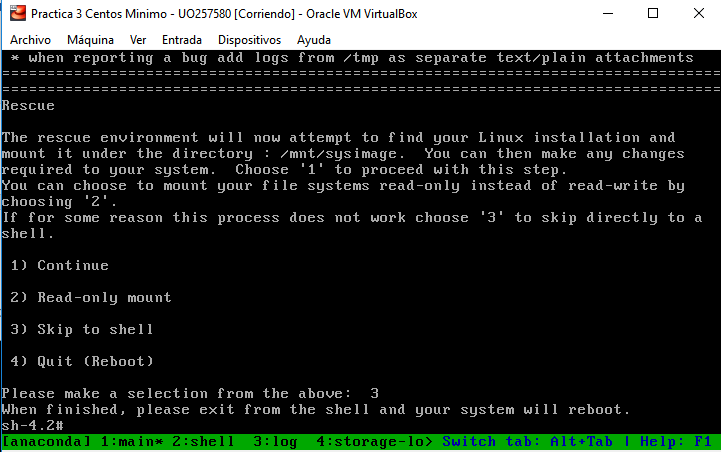 Practica 3 Centos Minimo - UO257580 [Corriendo] - Oracle VM VirtualBox
Archivo Máquina Ver Entrada Dispositivos Ayuda
* when reporting a bug add logs from /tmp as separate text/plain attachments
================================================================================
================================================================================
Rescue
The rescue environment will now attempt to find your Linux installation and
mount it under the directory : /mnt/sysimage.  You can then make any changes
required to your system.  Choose '1' to proceed with this step.
You can choose to mount your file systems read-only instead of read-write by
choosing '2'.
If for some reason this process does not work choose '3' to skip directly to a
shell.
1) Continue
2) Read-only mount
3) Skip to shell
4) Quit (Reboot)
Please make a selection from the above:  3
When finished, please exit from the shell and your system will reboot.
sh-4.2#
[anaconda] 1:main* 2:shell  3:log  4:storage-lo> Switch tab: Alt+Tab | Help: F1